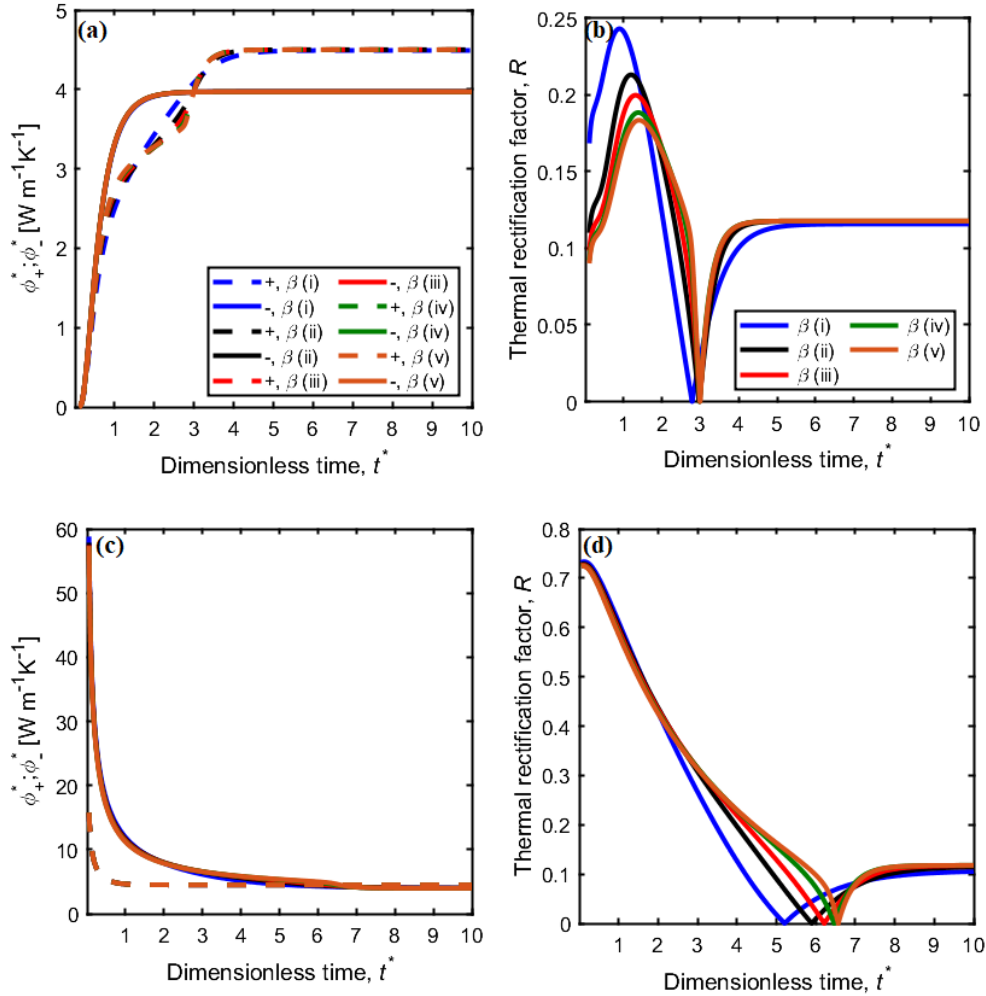 (a)
ϕ*₊;ϕ*₋ [W m⁻¹K⁻¹]
5
4
3
2
1
0
+, β (i)
-, β (i)
+, β (ii)
-, β (ii)
+, β (iii)
-, β (iii)
+, β (iv)
-, β (iv)
+, β (v)
-, β (v)
1 2 3 4 5 6 7 8 9 10
Dimensionless time, t*
(b)
Thermal rectification factor, R
0.25
0.2
0.15
0.1
0.05
0
β (i)
β (ii)
β (iii)
β (iv)
β (v)
1 2 3 4 5 6 7 8 9 10
Dimensionless time, t*
(c)
ϕ*₊;ϕ*₋ [W m⁻¹K⁻¹]
60
50
40
30
20
10
0
1 2 3 4 5 6 7 8 9 10
Dimensionless time, t*
(d)
Thermal rectification factor, R
0.8
0.7
0.6
0.5
0.4
0.3
0.2
0.1
0
1 2 3 4 5 6 7 8 9 10
Dimensionless time, t*